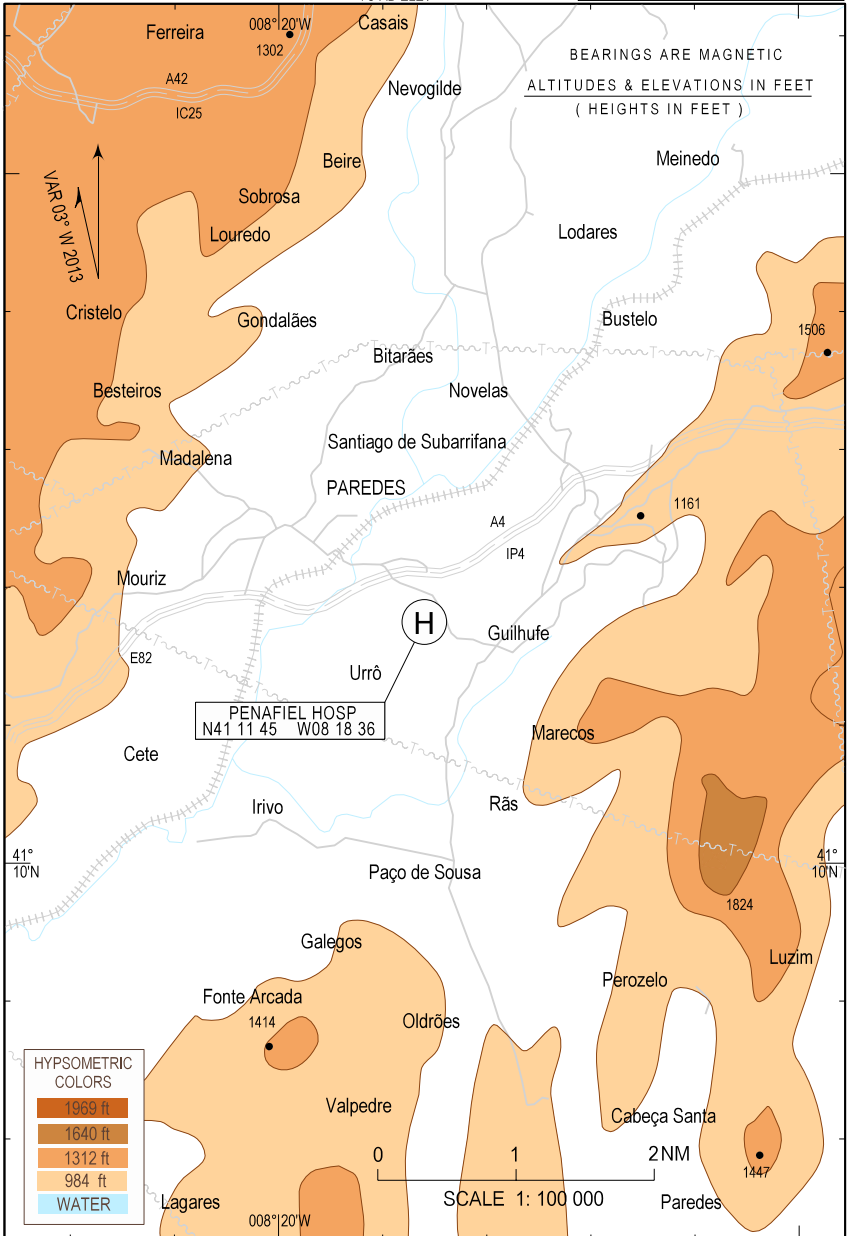 Ferreira
008° 20'W
1302
Casais
BEARINGS ARE MAGNETIC
A42
ALTITUDES & ELEVATIONS IN FEET
Nevogilde
IC25
( HEIGHTS IN FEET )
Beire
Meinedo
VAR 03° W 2013
Sobrosa
Louredo
Lodares
Cristelo
Gondalães
Bustelo
1506
Bitarães
Besteiros
Novelas
Santiago de Subarrifana
Madalena
PAREDES
1161
A4
IP4
Mouriz
H
Guilhufe
E82
Urrô
PENAFIEL HOSP
N41 11 45 W08 18 36
Marecos
Cete
Rãs
Irivo
41°
10'N
41°
10'N
Paço de Sousa
1824
Galegos
Luzim
Perozelo
Fonte Arcada
1414
Oldrões
HYPSOMETRIC
COLORS
1969 ft
1640 ft
1312 ft
984 ft
WATER
Valpedre
Cabeça Santa
0 1 2 NM
1447
SCALE 1: 100 000
Lagares
Paredes
008° 20'W